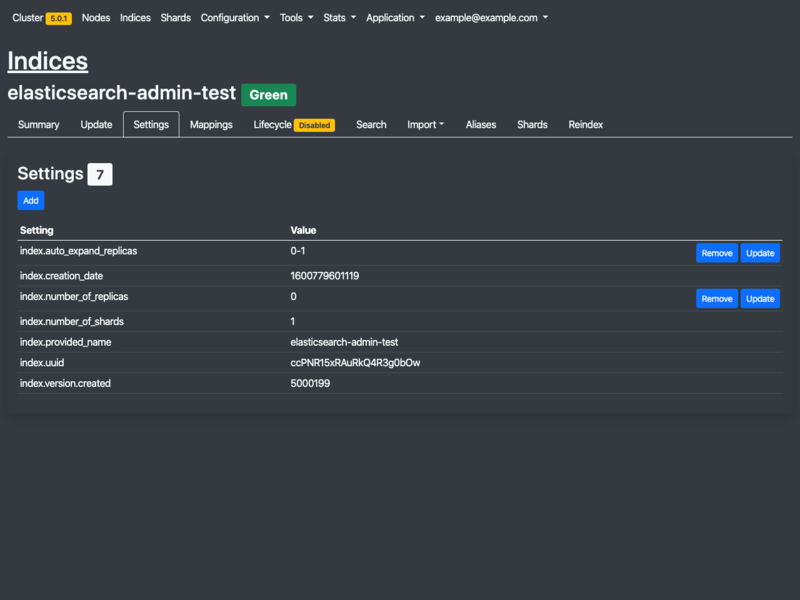 Cluster 5.0.1 Nodes Indices Shards Configuration Tools Stats Application example@example.com
Indices
elasticsearch-admin-test Green
Summary Update Settings Mappings Lifecycle Disabled Search Import Aliases Shards Reindex
Settings 7
Add
Setting Value
index.auto_expand_replicas 0-1 Remove Update
index.creation_date 1600779601119
index.number_of_replicas 0 Remove Update
index.number_of_shards 1
index.provided_name elasticsearch-admin-test
index.uuid ccPNR15xRAuRkQ4R3g0bOw
index.version.created 5000199